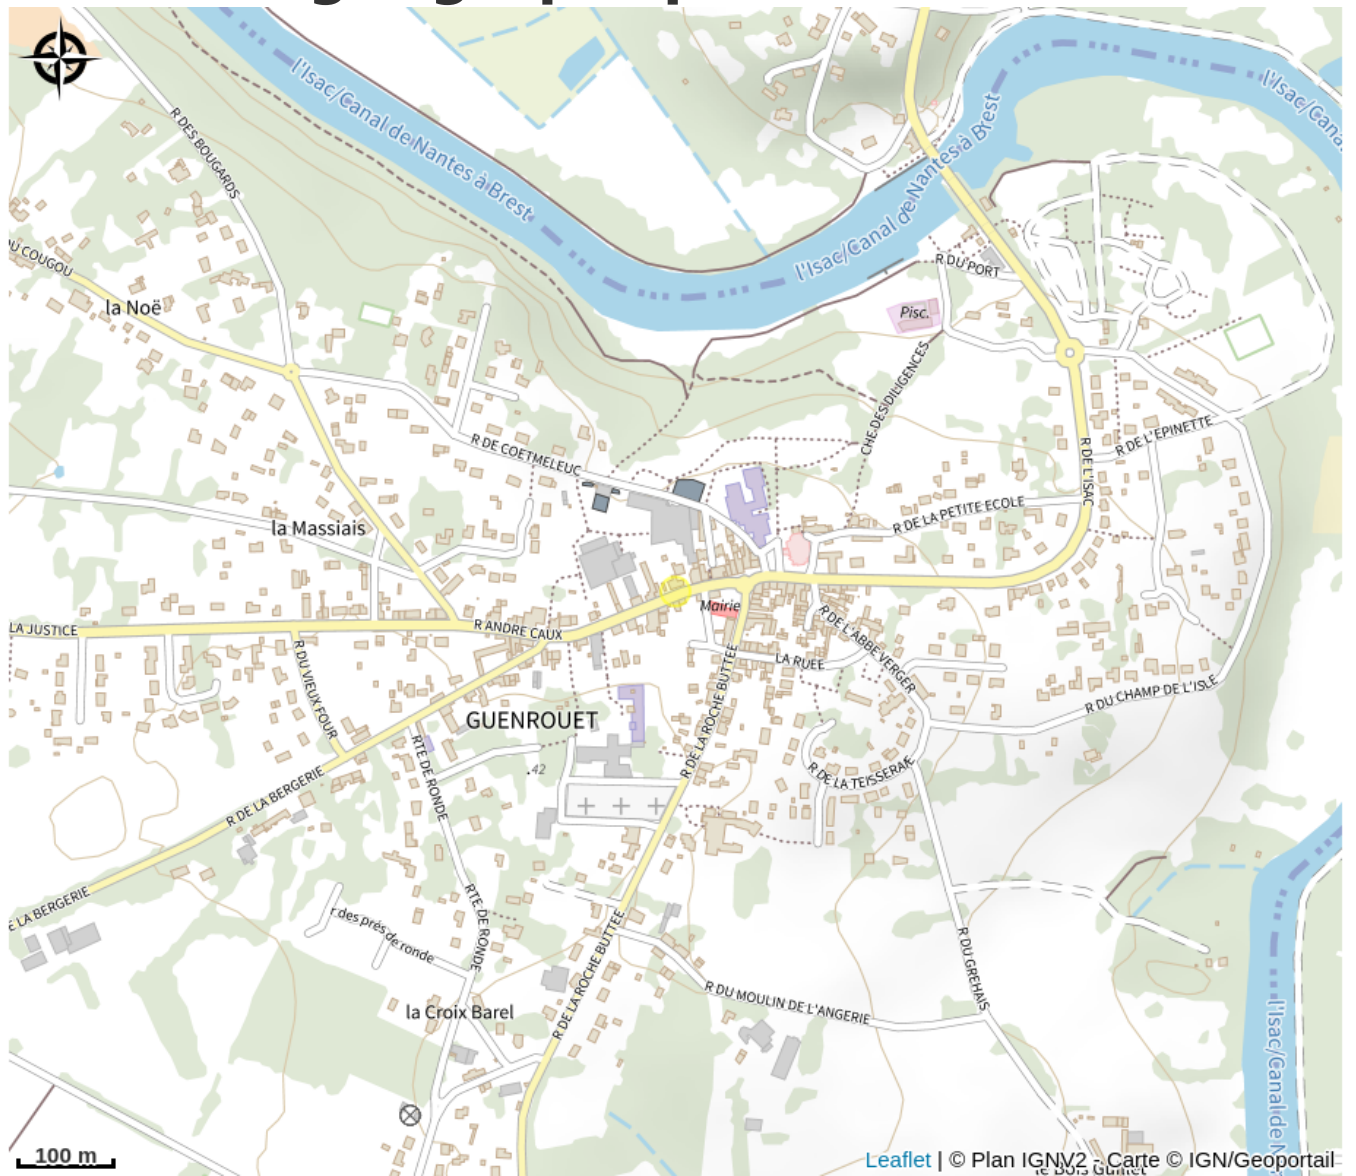 l'Isac/Canal de Nantes à Brest
l'Isac/Cana
R DES BOUGARDS
l'Isac/Canal de Nantes à Brest
DU COUGOU
R DU PORT
la Noë
Pisc.
CHE DES DILIGENCES
R DE COETMELEUC
R DE L'EPINETTE
R DE L'ISAC
R DE LA PETITE ECOLE
la Massiais
Mairie
LA JUSTICE
R ANDRE CAUX
R DE L'ABBE VERGER
LA RUEE
R DU VIEUX FOUR
R DU CHAMP DE L'ISLE
GUENROUET
R DE LA ROCHE BUTTEE
RTE DE RONDE
42
R DE LA TEISSERAIE
R DE LA BERGERIE
E LA BERGERIE
RTE DE RONDE
r des prés de ronde
R DE LA ROCHE BUTTEE
R DU GREHAIS
R DU MOULIN DE L'ANGERIE
la Croix Barel
l'Isac/Canal de N
100 m
Leaflet | © Plan IGNV2 - Carte © IGN/Geoportail